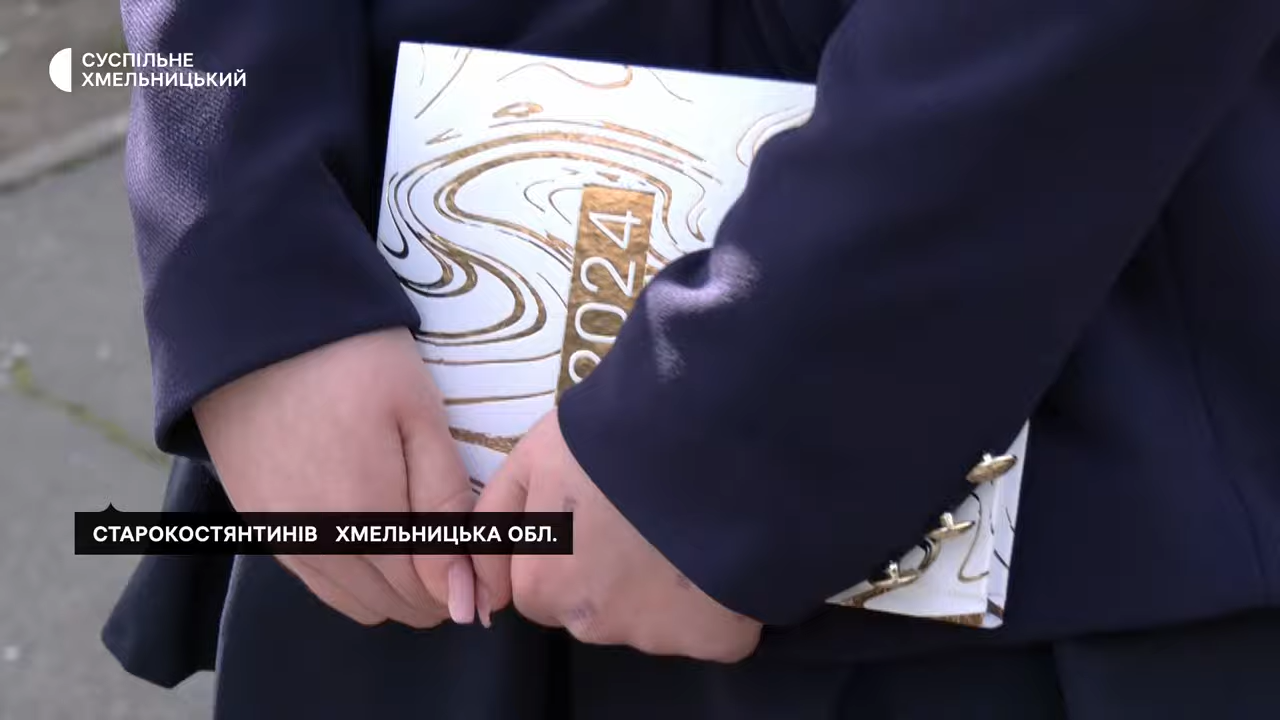 СУСПІЛЬНЕ
ХМЕЛЬНИЦЬКИЙ
2024
СТАРОКОСТЯНТИНІВ ХМЕЛЬНИЦЬКА ОБЛ.